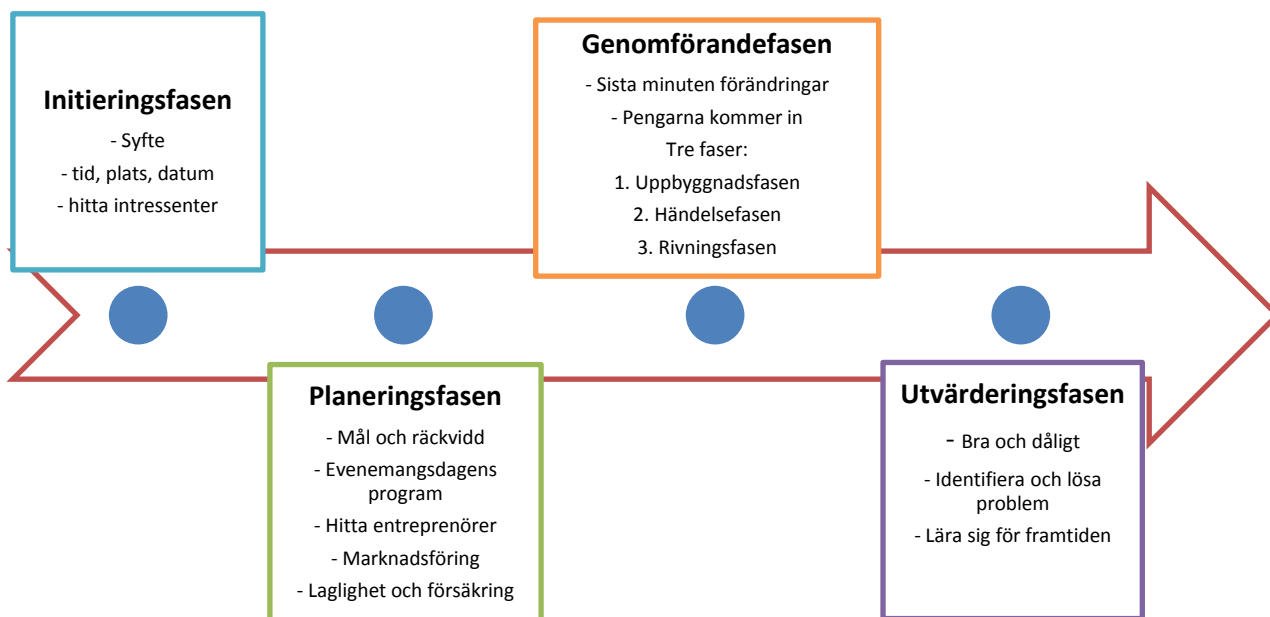 Initieringsfasen
- Syfte
- tid, plats, datum
- hitta intressenter
Planeringsfasen
- Mål och räckvidd
- Evenemangsdagens
program
- Hitta entreprenörer
- Marknadsföring
- Laglighet och försäkring
Genomförandefasen
- Sista minuten förändringar
- Pengarna kommer in
Tre faser:
1. Uppbyggnadsfasen
2. Händelsefasen
3. Rivningsfasen
Utvärderingsfasen
- Bra och dåligt
- Identifiera och lösa
problem
- Lära sig för framtiden